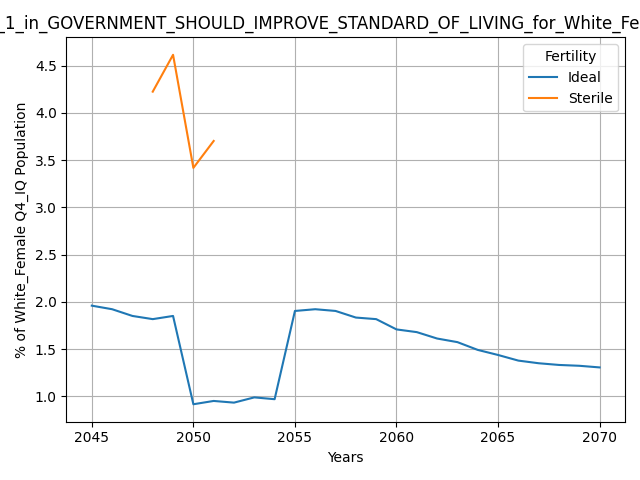 _1_in_GOVERNMENT_SHOULD_IMPROVE_STANDARD_OF_LIVING_for_White_Fe
Fertility
Ideal
Sterile
% of White_Female Q4_IQ Population
4.5
4.0
3.5
3.0
2.5
2.0
1.5
1.0
2045 2050 2055 2060 2065 2070
Years